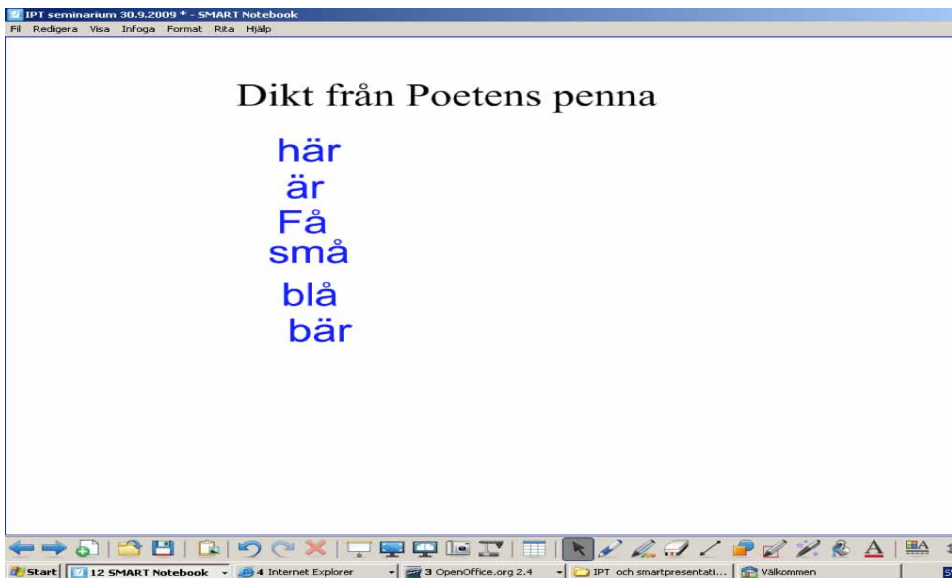 IPT seminarium 30.9.2009 * - SMART Notebook
Fil Redigera Visa Infoga Format Rita Hjälp
Dikt från Poetens penna
här
är
Få
små
blå
bär
Start 12 SMART Notebook 4 Internet Explorer 3 OpenOffice.org 2.4 IPT och smartpresentati... Välkommen